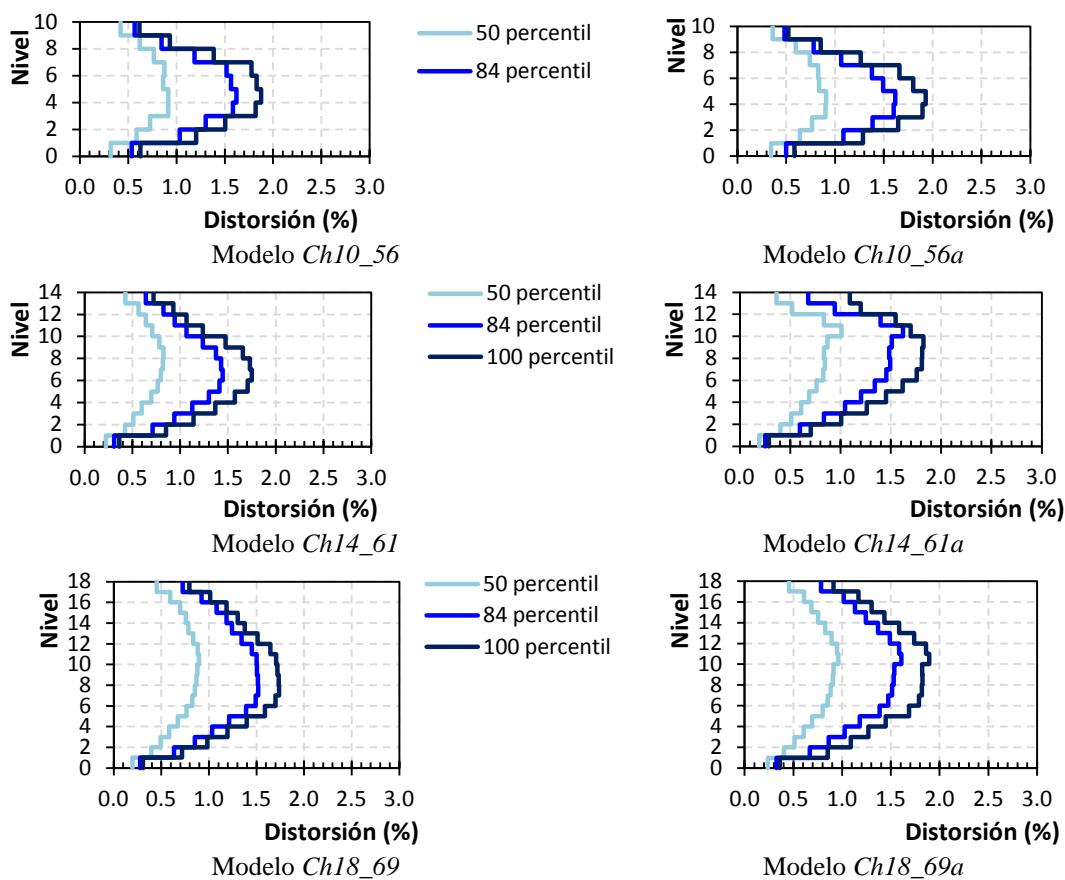 10
8
6
4
2
0
Nivel
0.0 0.5 1.0 1.5 2.0 2.5 3.0
Distorsión (%)
50 percentil
84 percentil
Modelo Ch10_56
10
8
6
4
2
0
Nivel
0.0 0.5 1.0 1.5 2.0 2.5 3.0
Distorsión (%)
Modelo Ch10_56a
14
12
10
8
6
4
2
0
Nivel
0.0 0.5 1.0 1.5 2.0 2.5 3.0
Distorsión (%)
50 percentil
84 percentil
100 percentil
Modelo Ch14_61
14
12
10
8
6
4
2
0
Nivel
0.0 0.5 1.0 1.5 2.0 2.5 3.0
Distorsión (%)
Modelo Ch14_61a
18
16
14
12
10
8
6
4
2
0
Nivel
0.0 0.5 1.0 1.5 2.0 2.5 3.0
Distorsión (%)
50 percentil
84 percentil
100 percentil
Modelo Ch18_69
18
16
14
12
10
8
6
4
2
0
Nivel
0.0 0.5 1.0 1.5 2.0 2.5 3.0
Distorsión (%)
Modelo Ch18_69a